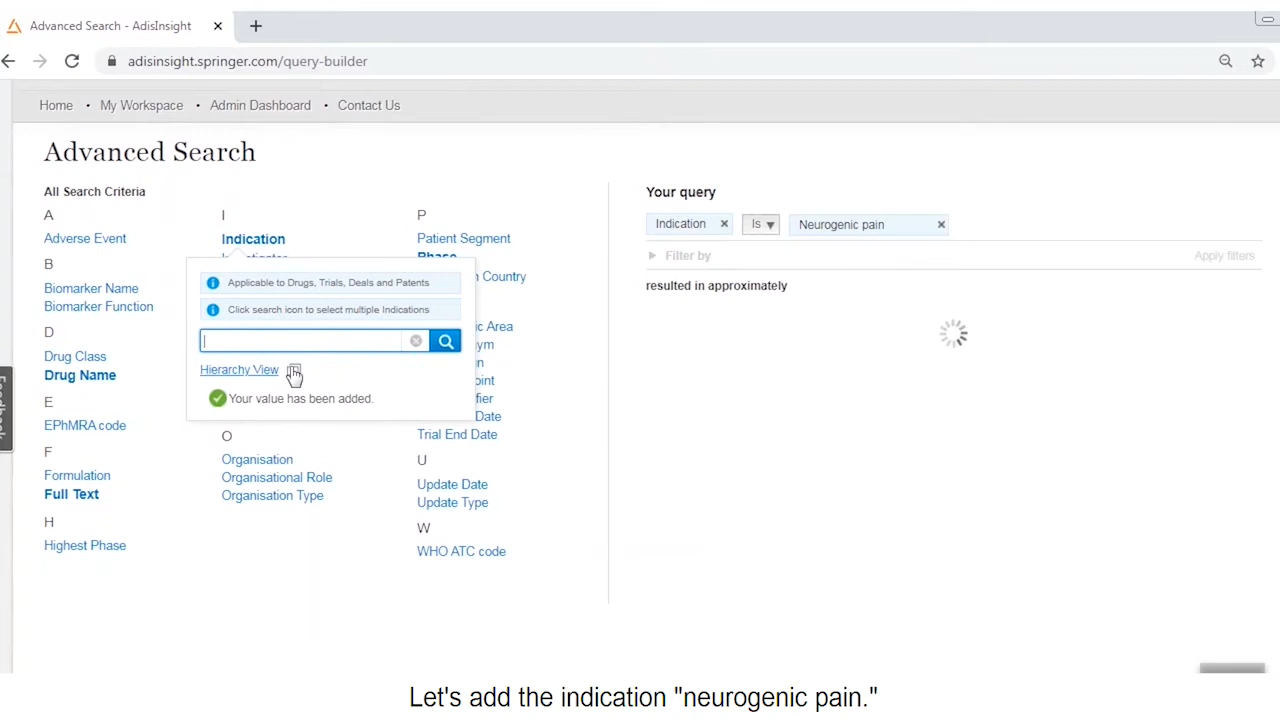 Advanced Search - AdisInsight
adisinsight.springer.com/query-builder
Home • My Workspace • Admin Dashboard • Contact Us
Advanced Search
All Search Criteria
A
Adverse Event
B
Biomarker Name
Biomarker Function
D
Drug Class
Drug Name
E
EPhMRA code
F
Formulation
Full Text
H
Highest Phase
I
Indication
Applicable to Drugs, Trials, Deals and Patents
Click search icon to select multiple Indications
Hierarchy View
Your value has been added.
O
Organisation
Organisational Role
Organisation Type
P
Patient Segment
Phase
Country
Area
Date
Trial End Date
U
Update Date
Update Type
W
WHO ATC code
Your query
Indication Is Neurogenic pain
Filter by Apply filters
resulted in approximately
Feedback
Let's add the indication "neurogenic pain."